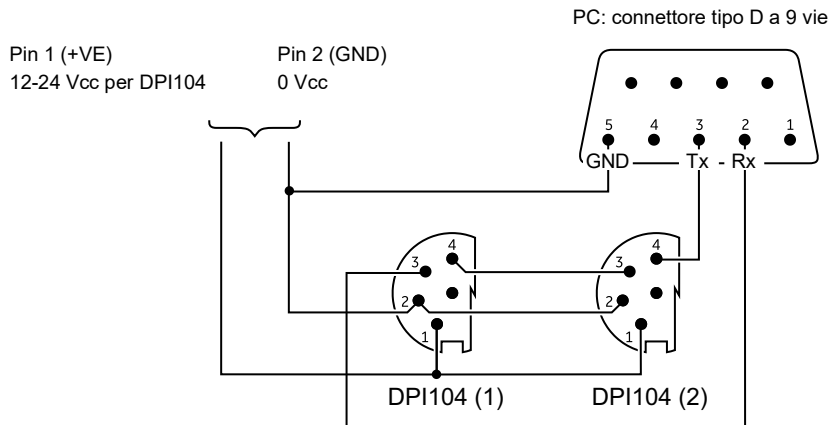 PC: connettore tipo D a 9 vie
Pin 1 (+VE)
12-24 Vcc per DPI104
Pin 2 (GND)
0 Vcc
5 4 3 2 1
GND Tx - Rx
4
3
2
1
4
3
2
1
DPI104 (1)
DPI104 (2)